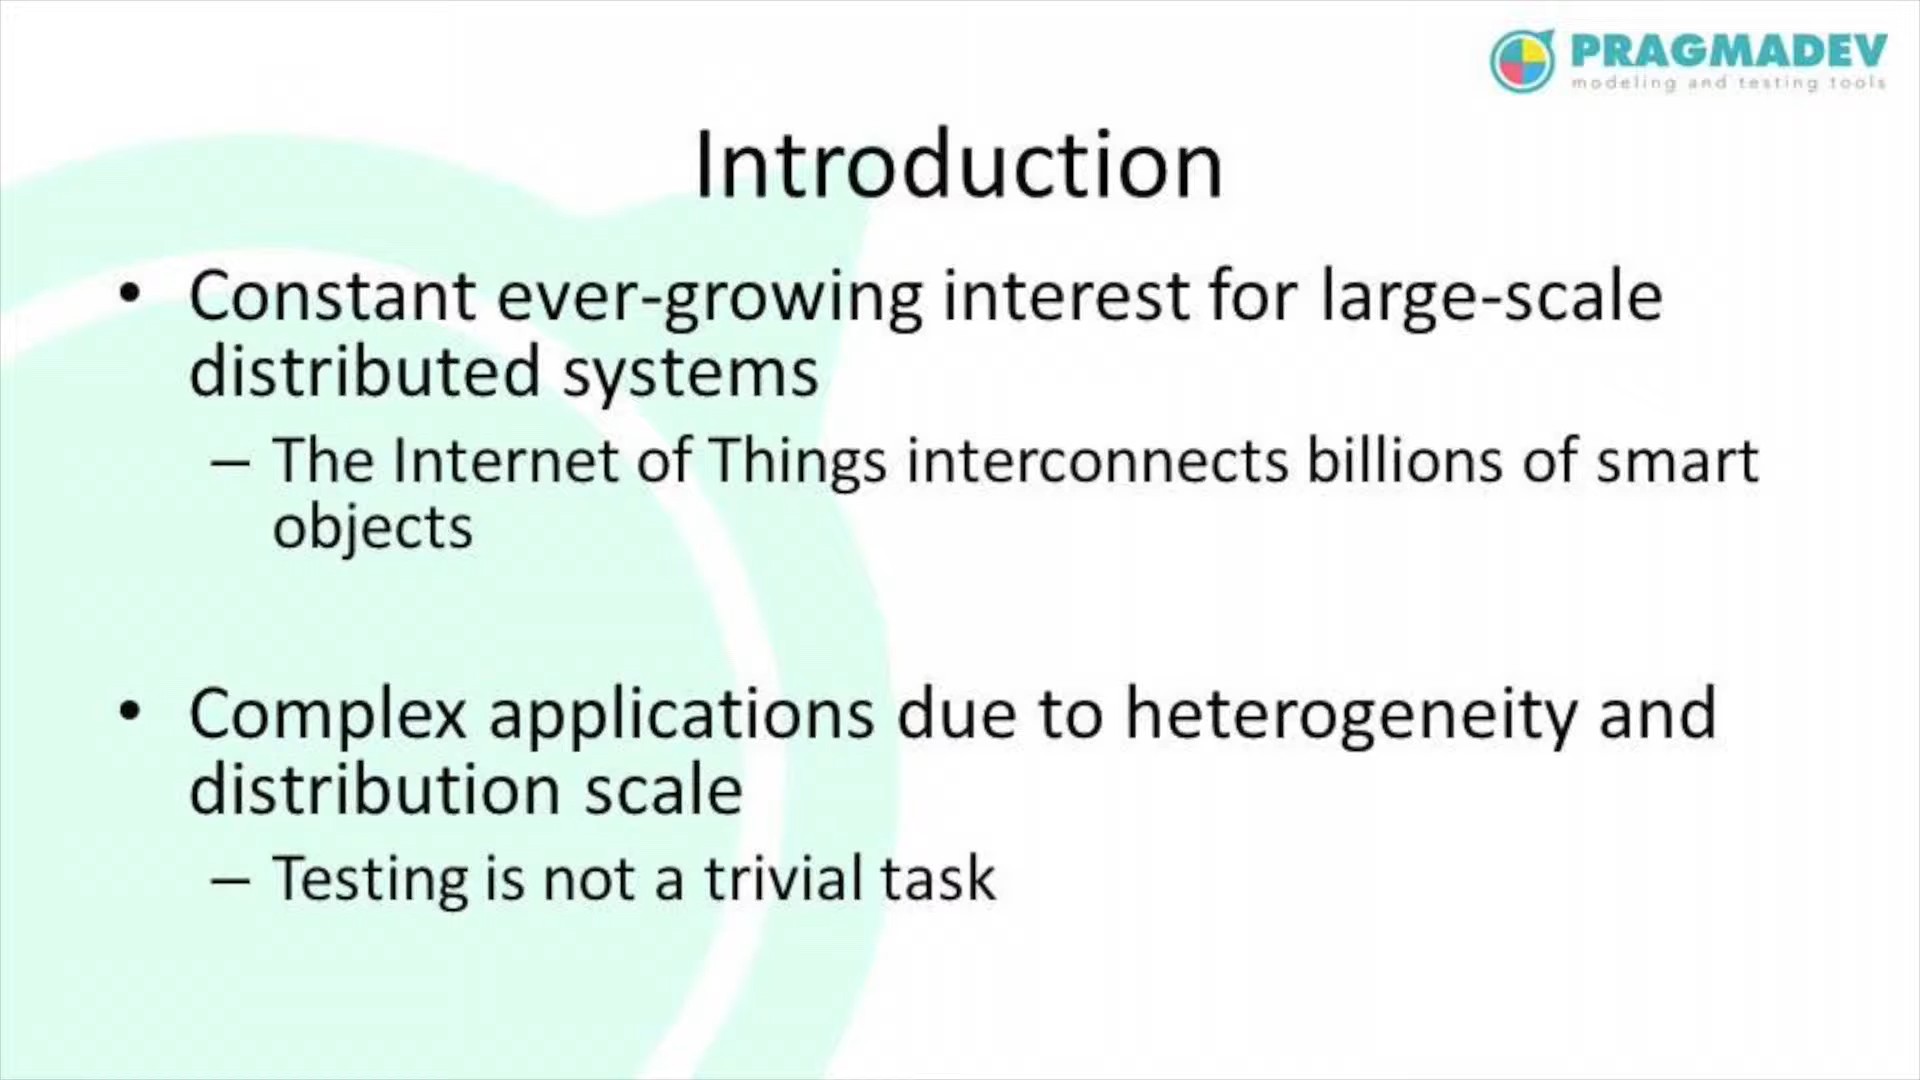 PRAGMADEV
modeling and testing tools
Introduction
• Constant ever-growing interest for large-scale
distributed systems
– The Internet of Things interconnects billions of smart
objects
• Complex applications due to heterogeneity and
distribution scale
– Testing is not a trivial task